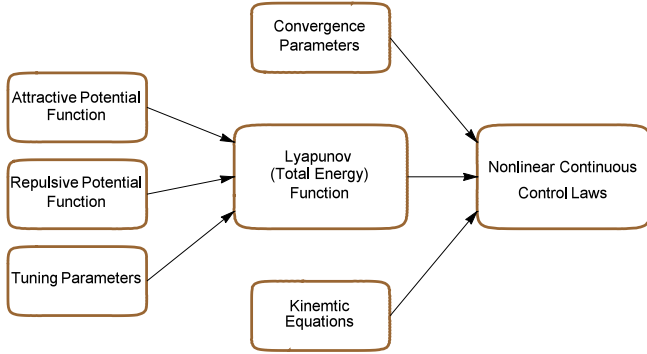 Convergence
Parameters
Attractive Potential
Function
Repulsive Potential
Function
Tuning Parameters
Lyapunov
(Total Energy)
Function
Nonlinear Continuous
Control Laws
Kinemtic
Equations